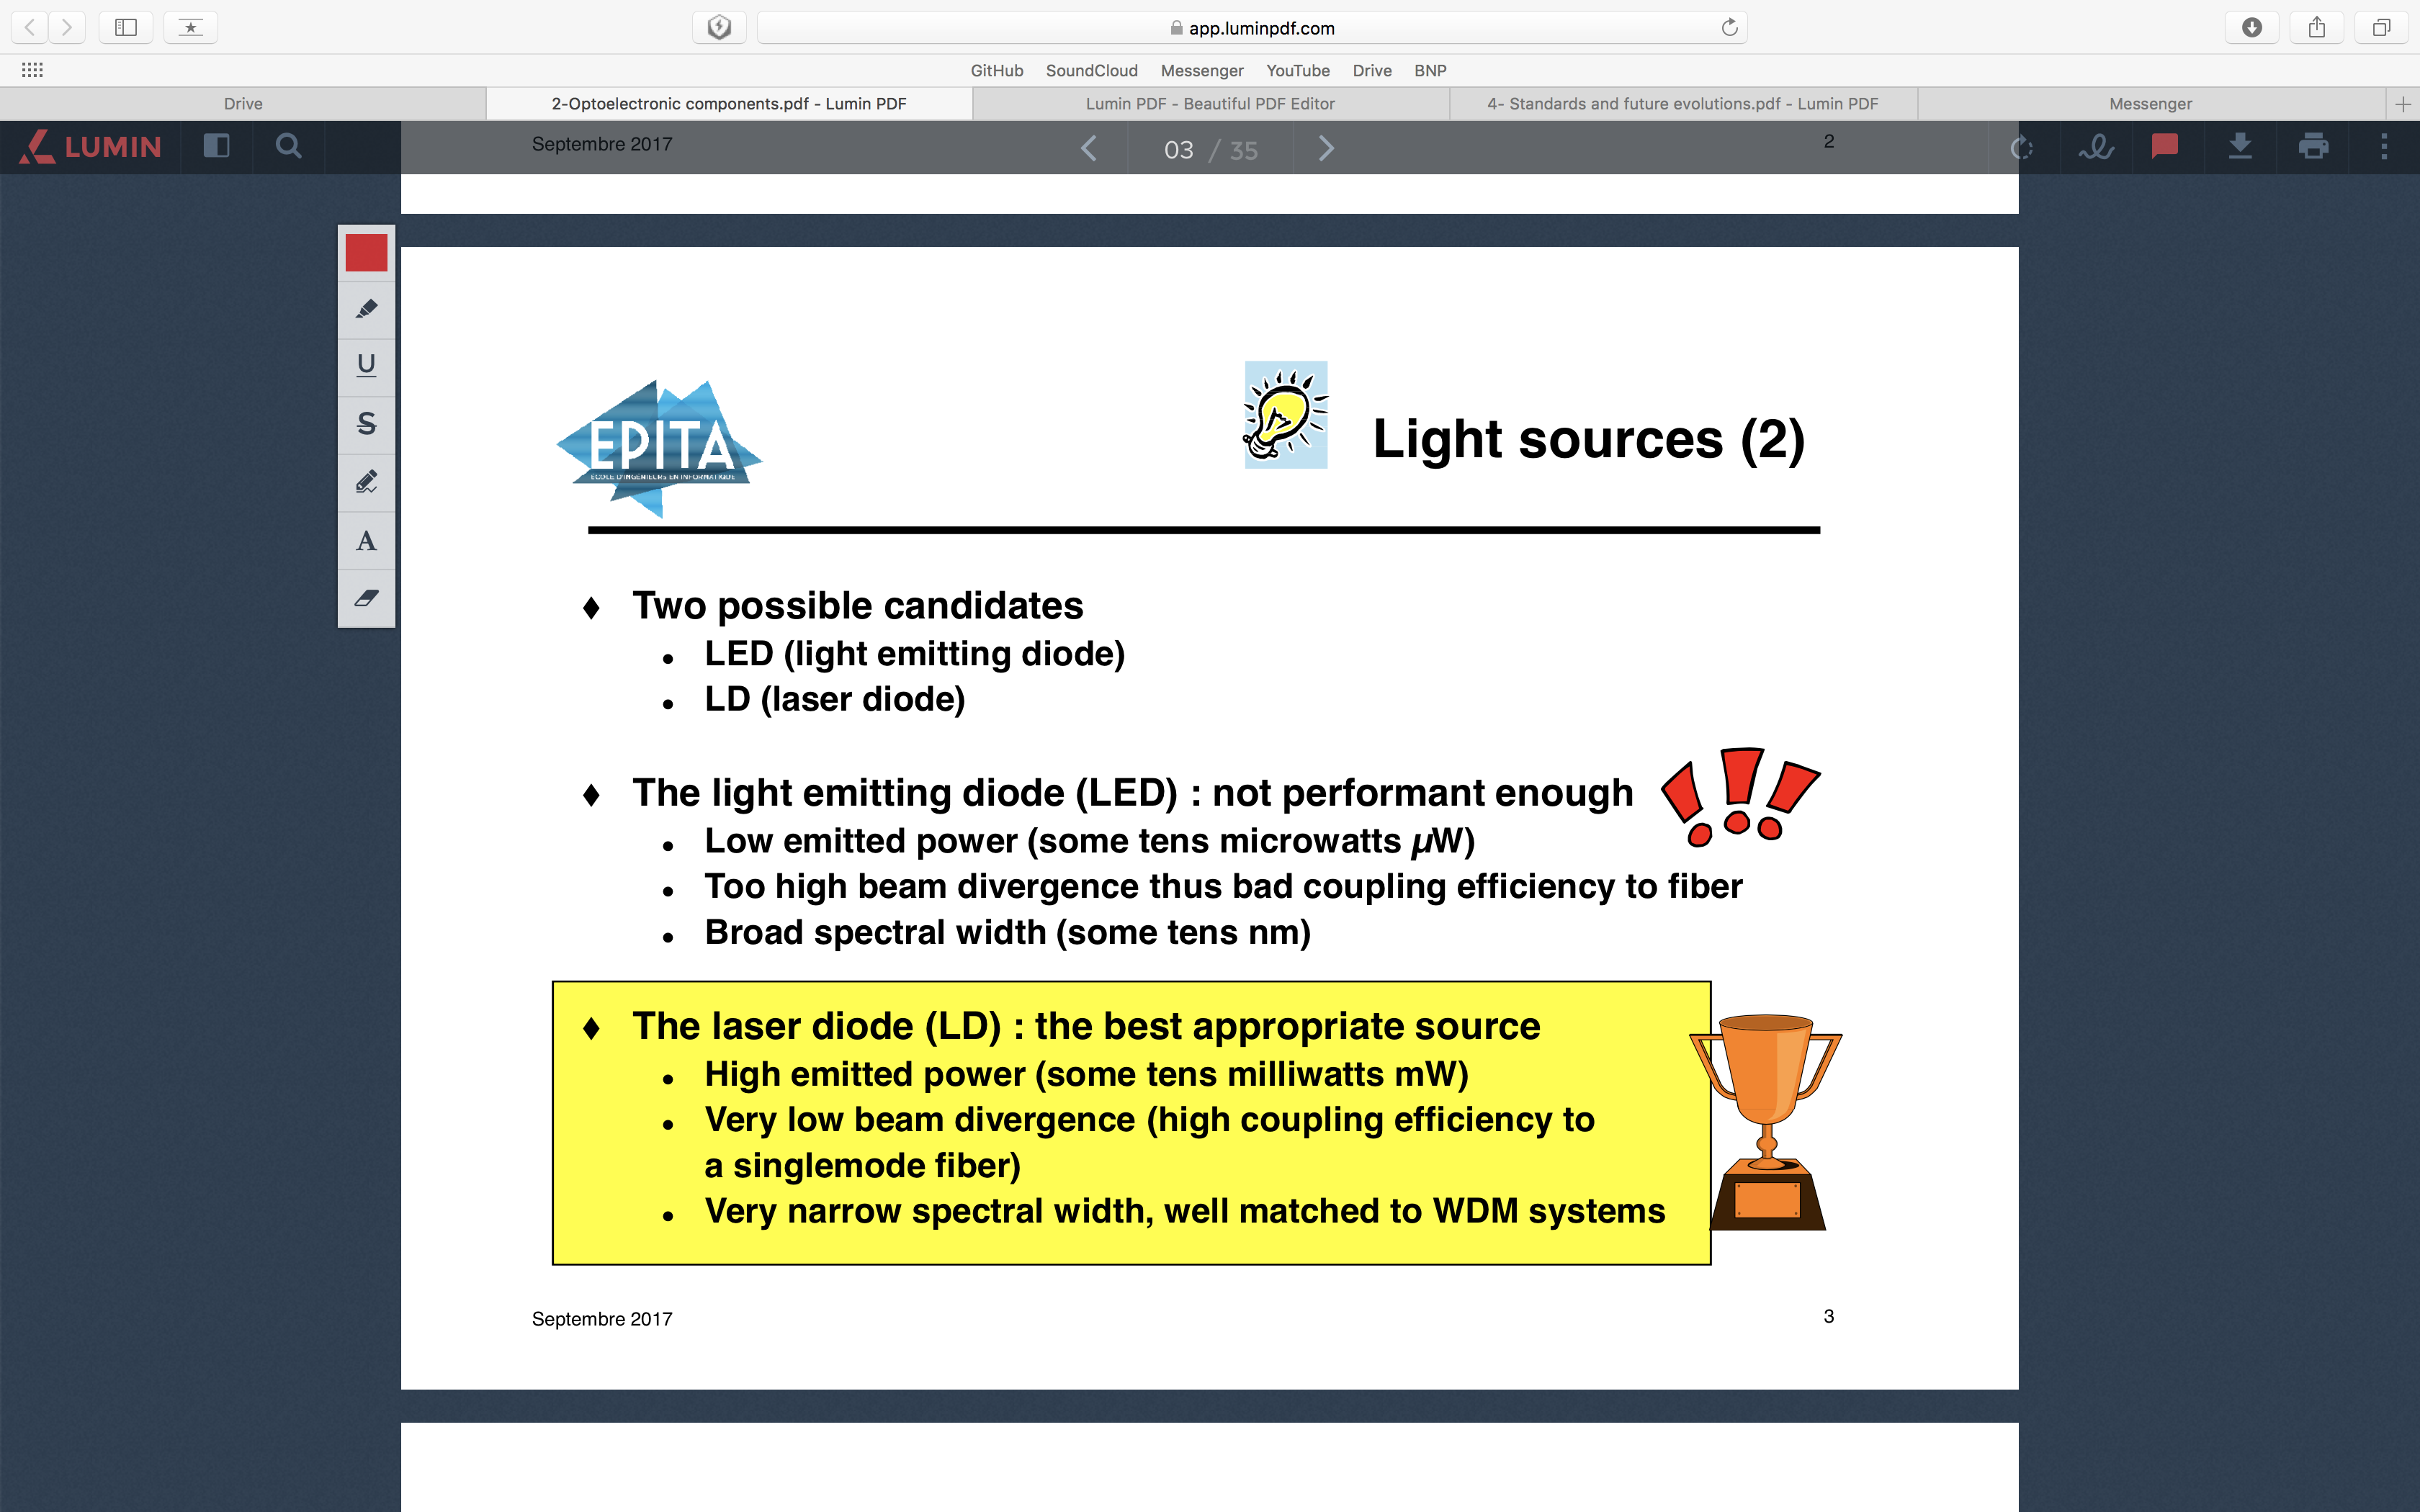 app.luminpdf.com
GitHub SoundCloud Messenger YouTube Drive BNP
Drive 2-Optoelectronic components.pdf - Lumin PDF Lumin PDF - Beautiful PDF Editor 4- Standards and future evolutions.pdf - Lumin PDF Messenger
LUMIN Septembre 2017 03 / 35 2
U
S
A
EPITA
ÉCOLE D'INGÉNIEURS EN INFORMATIQUE
Light sources (2)
♦ Two possible candidates
• LED (light emitting diode)
• LD (laser diode)
♦ The light emitting diode (LED) : not performant enough
• Low emitted power (some tens microwatts µW)
• Too high beam divergence thus bad coupling efficiency to fiber
• Broad spectral width (some tens nm)
♦ The laser diode (LD) : the best appropriate source
• High emitted power (some tens milliwatts mW)
• Very low beam divergence (high coupling efficiency to
a singlemode fiber)
• Very narrow spectral width, well matched to WDM systems
Septembre 2017 3